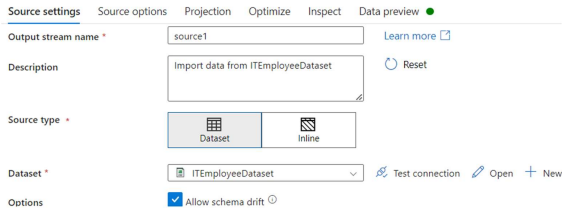 Source settings Source options Projection Optimize Inspect Data preview
Output stream name * source1 Learn more
Description Import data from ITEmployeeDataset Reset
Source type * Dataset Inline
Dataset * ITEmployeeDataset Test connection Open New
Options Allow schema drift